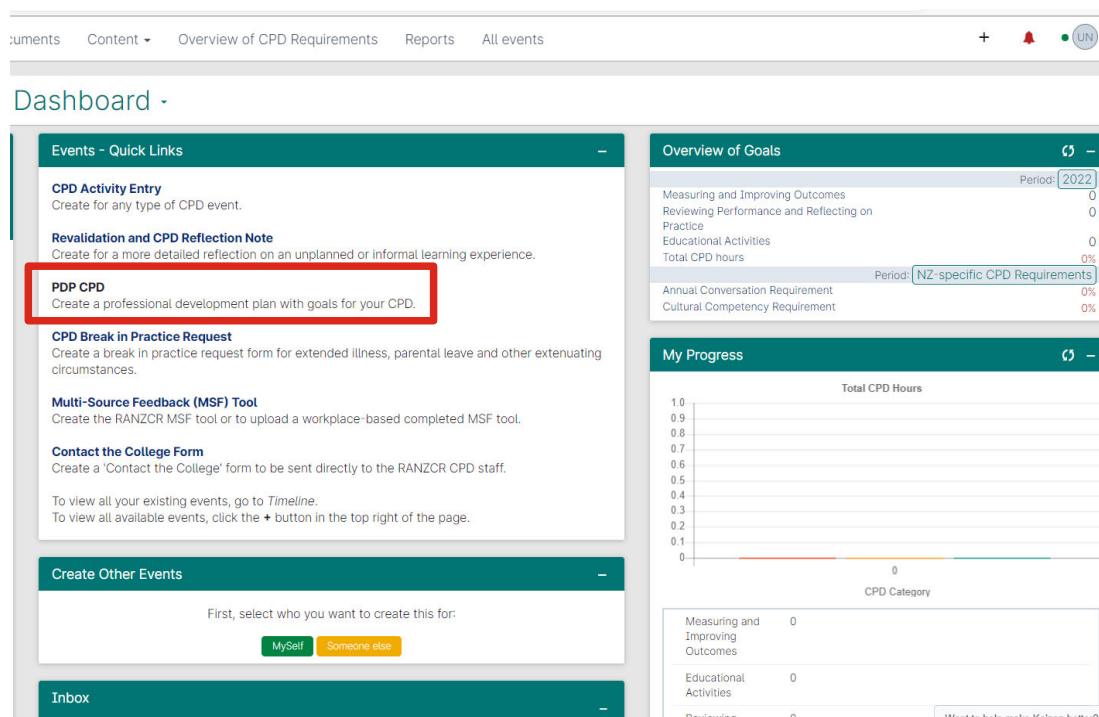 Content
Overview of CPD Requirements
Reports
All events
+
UN
Dashboard
Events - Quick Links
CPD Activity Entry
Create for any type of CPD event.
Revalidation and CPD Reflection Note
Create for a more detailed reflection on an unplanned or informal learning experience.
PDP CPD
Create a professional development plan with goals for your CPD.
CPD Break in Practice Request
Create a break in practice request form for extended illness, parental leave and other extenuating
circumstances.
Multi-Source Feedback (MSF) Tool
Create the RANZCR MSF tool or to upload a workplace-based completed MSF tool.
Contact the College Form
Create a 'Contact the College' form to be sent directly to the RANZCR CPD staff.
To view all your existing events, go to Timeline.
To view all available events, click the + button in the top right of the page.
Create Other Events
First, select who you want to create this for:
MySelf
Someone else
Inbox
Overview of Goals
Period: 2022
Measuring and Improving Outcomes 0
Reviewing Performance and Reflecting on 0
Practice
Educational Activities 0
Total CPD hours 0%
Period: NZ-specific CPD Requirements
Annual Conversation Requirement 0%
Cultural Competency Requirement 0%
My Progress
Total CPD Hours
1.0
0.9
0.8
0.7
0.6
0.5
0.4
0.3
0.2
0.1
0
0
CPD Category
Measuring and 0
Improving
Outcomes
Educational 0
Activities